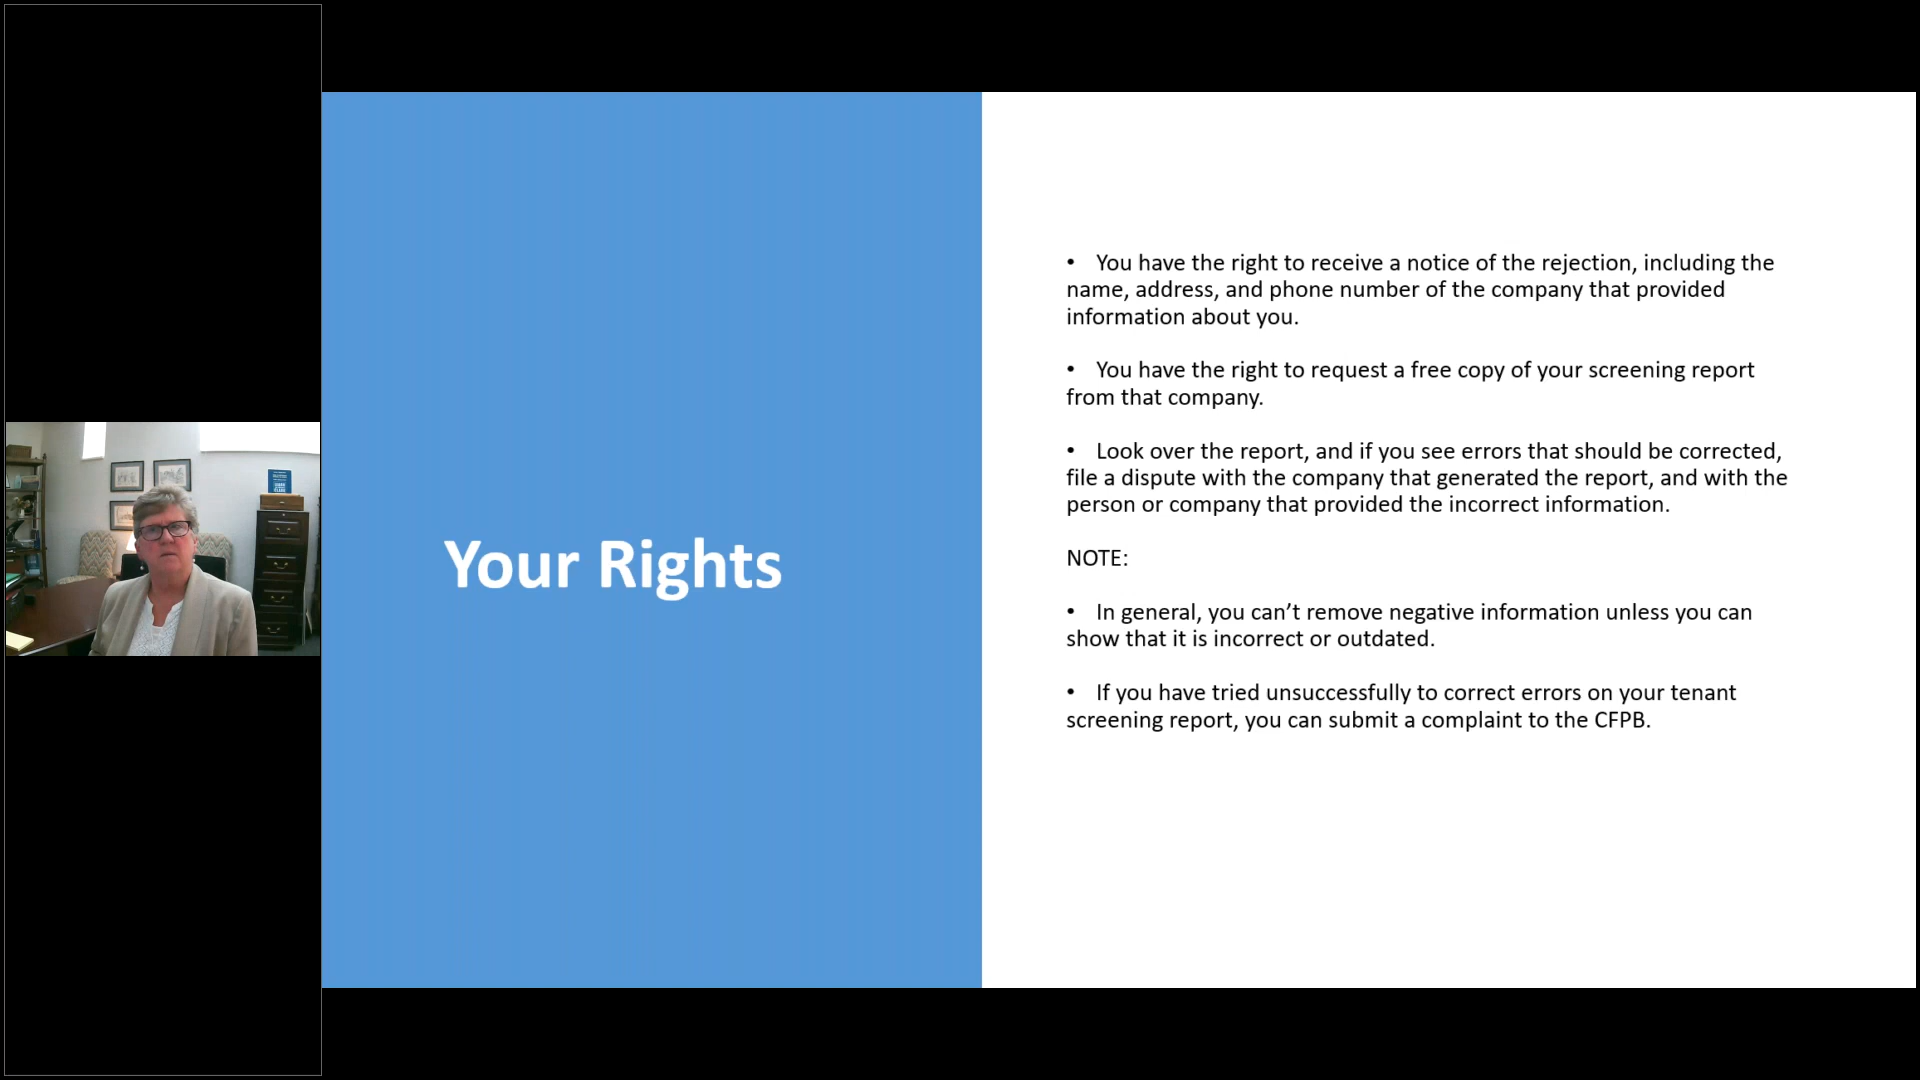 Your Rights
• You have the right to receive a notice of the rejection, including the
name, address, and phone number of the company that provided
information about you.
• You have the right to request a free copy of your screening report
from that company.
• Look over the report, and if you see errors that should be corrected,
file a dispute with the company that generated the report, and with the
person or company that provided the incorrect information.
NOTE:
• In general, you can’t remove negative information unless you can
show that it is incorrect or outdated.
• If you have tried unsuccessfully to correct errors on your tenant
screening report, you can submit a complaint to the CFPB.